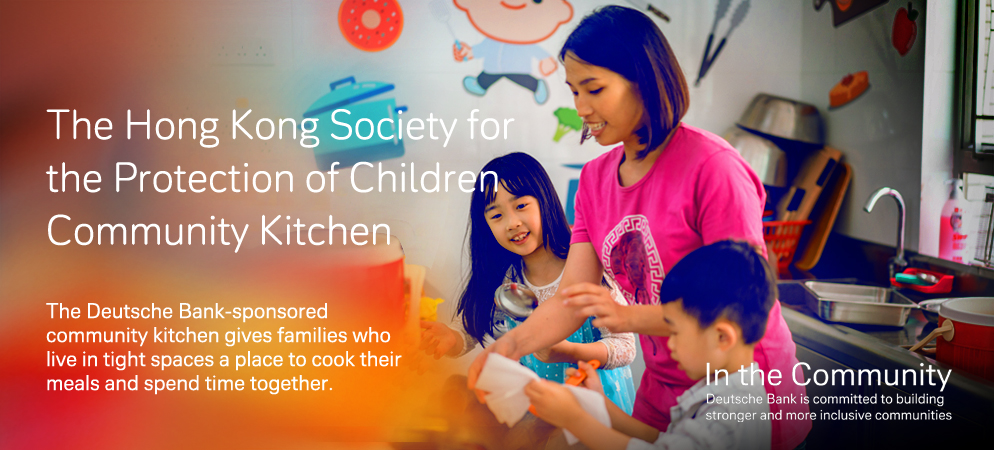 The Hong Kong Society for
the Protection of Children
Community Kitchen
The Deutsche Bank-sponsored
community kitchen gives families who
live in tight spaces a place to cook their
meals and spend time together.
In the Community
Deutsche Bank is committed to building
stronger and more inclusive communities